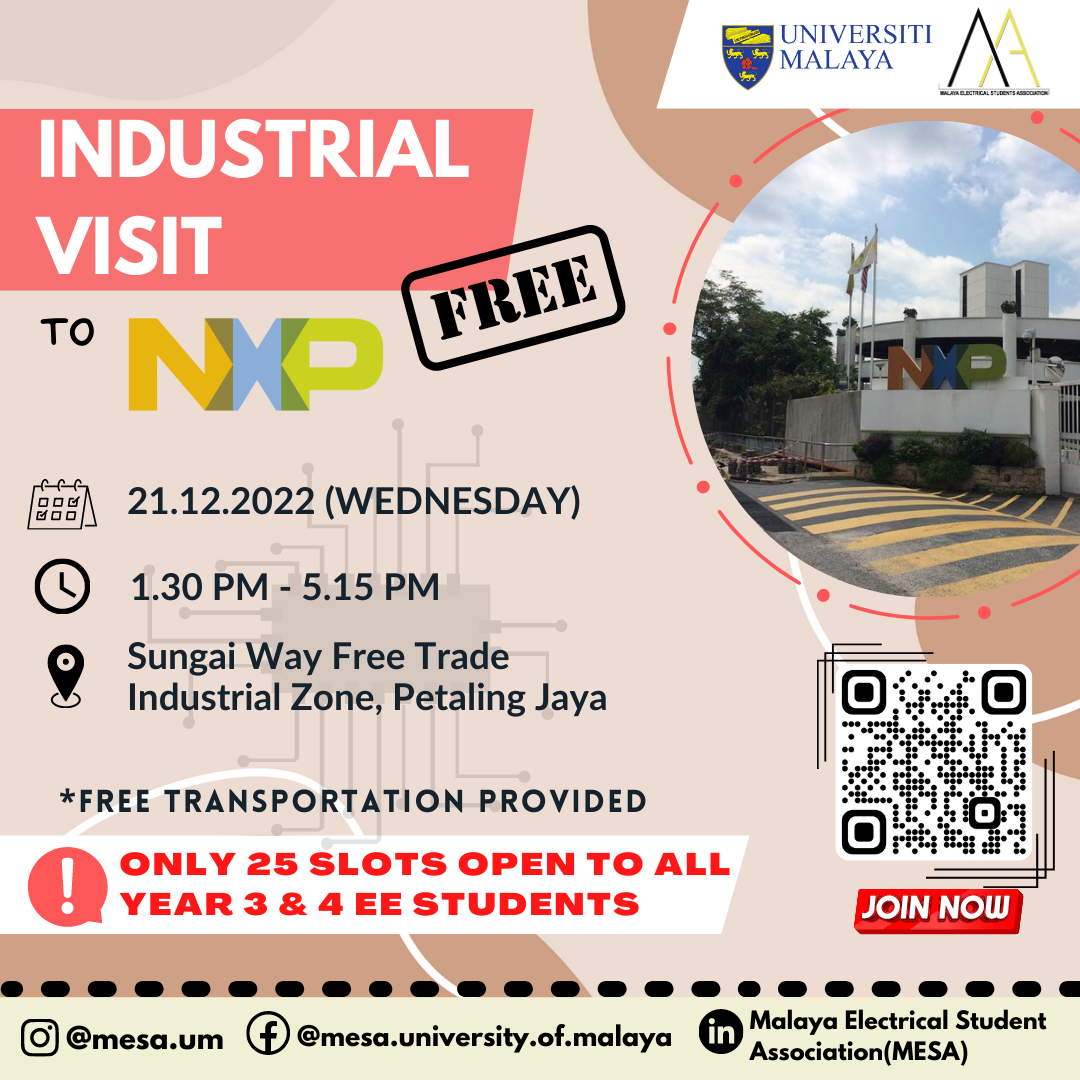 UNIVERSITI
MALAYA
MALAYA ELECTRICAL STUDENTS ASSOCIATION
INDUSTRIAL
VISIT
FREE
TO
NXP
NXP
21.12.2022 (WEDNESDAY)
1.30 PM - 5.15 PM
Sungai Way Free Trade
Industrial Zone, Petaling Jaya
*FREE TRANSPORTATION PROVIDED
ONLY 25 SLOTS OPEN TO ALL
YEAR 3 & 4 EE STUDENTS
JOIN NOW
@mesa.um
@mesa.university.of.malaya
in
Malaya Electrical Student
Association(MESA)